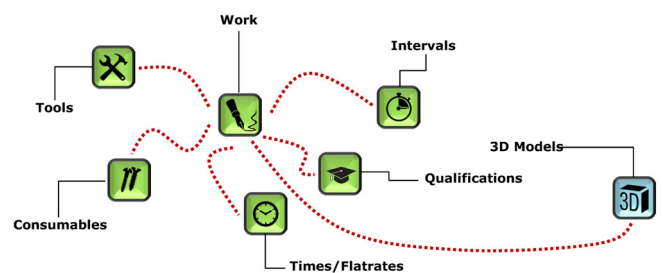 Work
Intervals
Tools
3D Models
3D
Qualifications
Consumables
Times/Flatrates